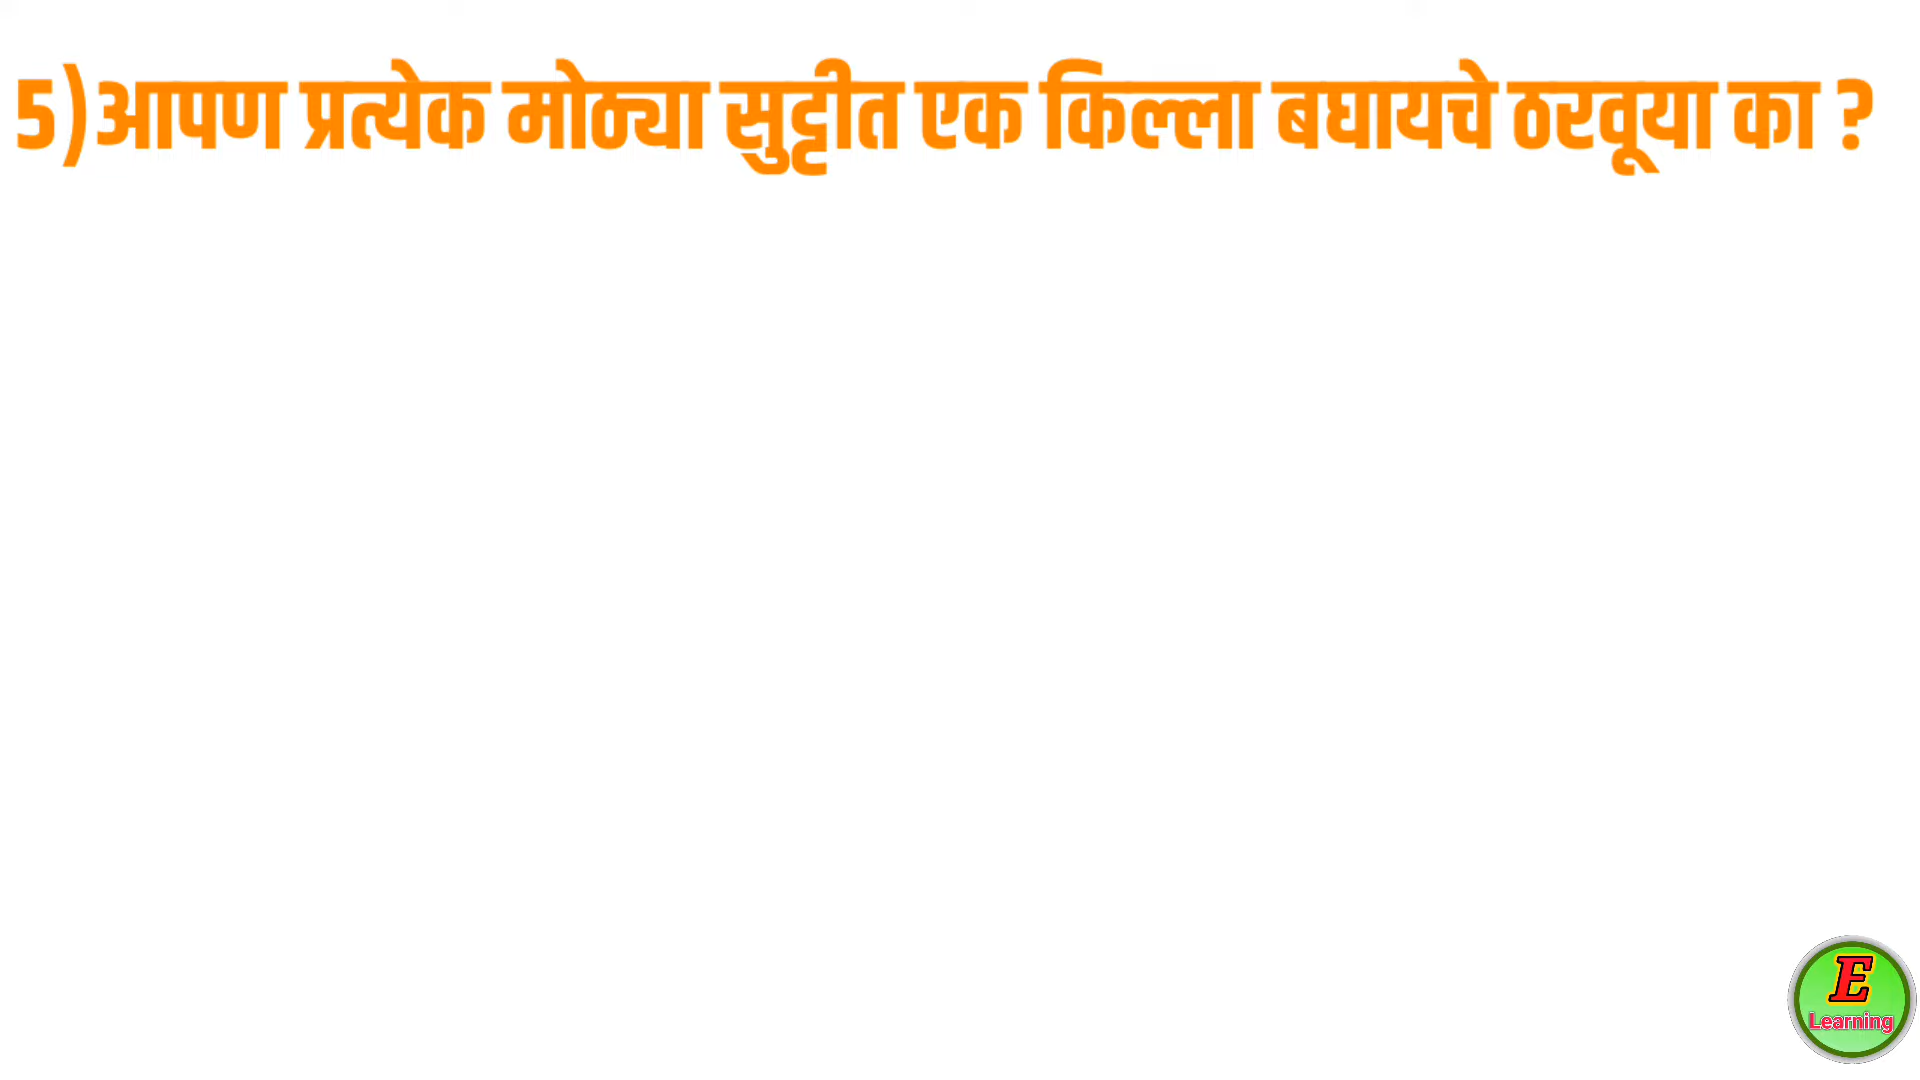 5)आपण प्रत्येक मोठ्या सुट्टीत एक किल्ला बघायचे ठरवूया का ?
E
Learning